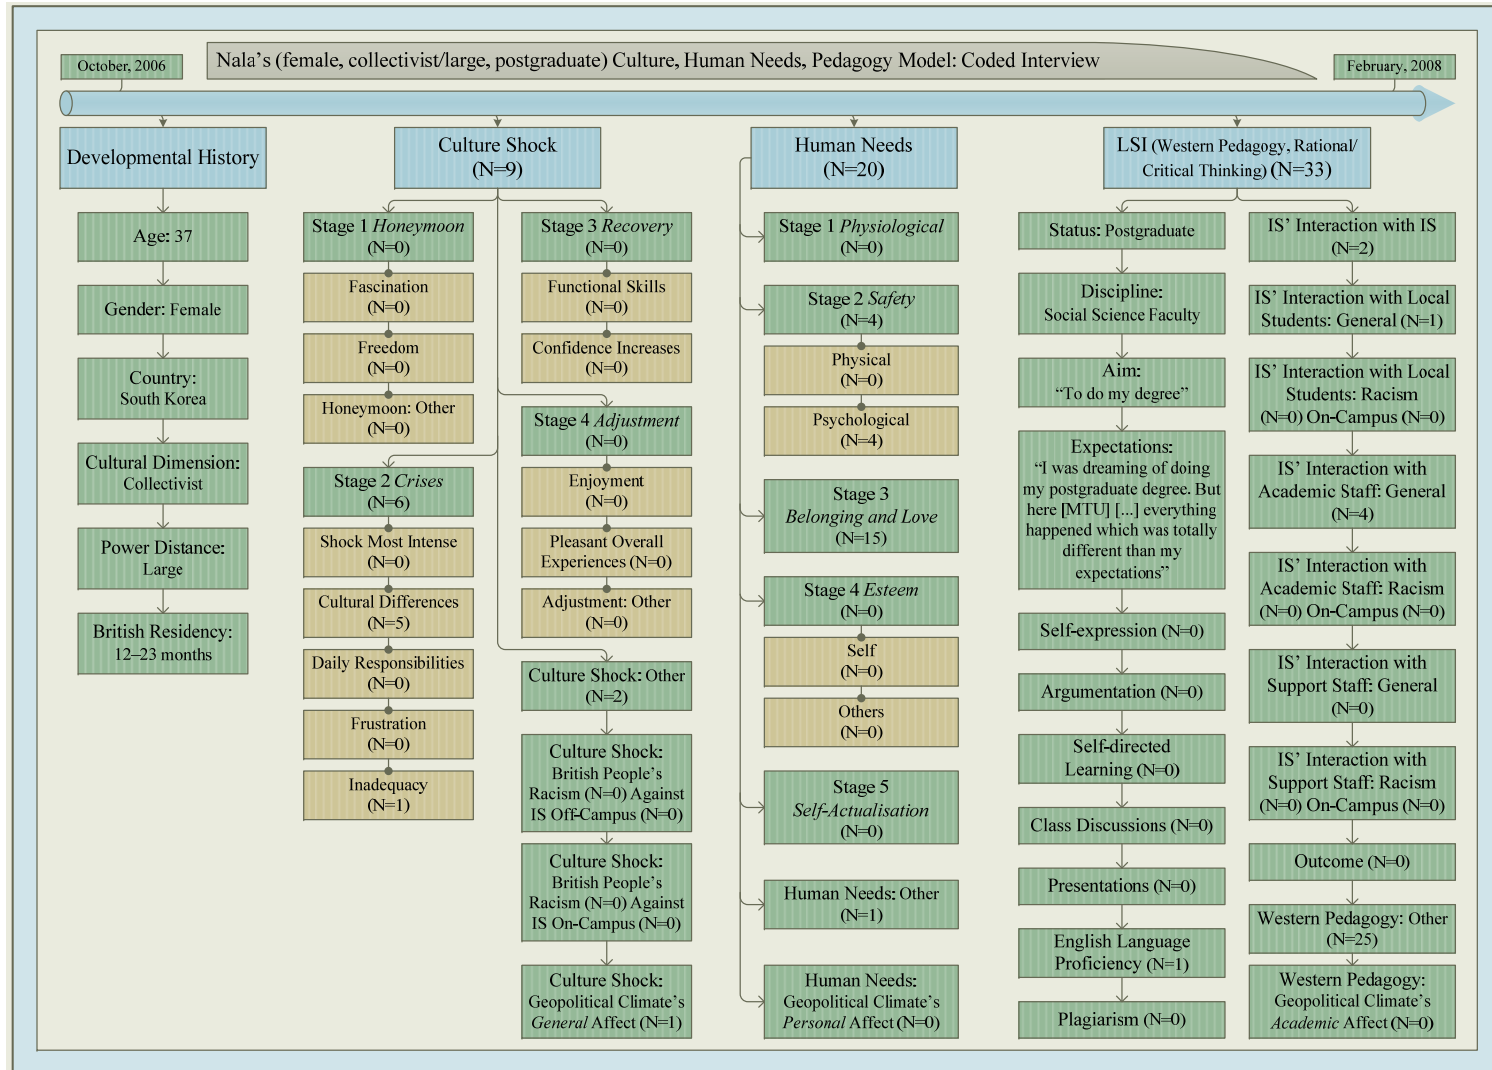 October, 2006
Nala's (female, collectivist/large, postgraduate) Culture, Human Needs, Pedagogy Model: Coded Interview
February, 2008
Developmental History
Age: 37
Gender: Female
Country:
South Korea
Cultural Dimension:
Collectivist
Power Distance:
Large
British Residency:
12–23 months
Culture Shock
(N=9)
Stage 1 Honeymoon
(N=0)
Fascination
(N=0)
Freedom
(N=0)
Honeymoon: Other
(N=0)
Stage 2 Crises
(N=6)
Shock Most Intense
(N=0)
Cultural Differences
(N=5)
Daily Responsibilities
(N=0)
Frustration
(N=0)
Inadequacy
(N=1)
Stage 3 Recovery
(N=0)
Functional Skills
(N=0)
Confidence Increases
(N=0)
Stage 4 Adjustment
(N=0)
Enjoyment
(N=0)
Pleasant Overall
Experiences (N=0)
Adjustment: Other
(N=0)
Culture Shock: Other
(N=2)
Culture Shock:
British People's
Racism (N=0) Against
IS Off-Campus (N=0)
Culture Shock:
British People's
Racism (N=0) Against
IS On-Campus (N=0)
Culture Shock:
Geopolitical Climate's
General Affect (N=1)
Human Needs
(N=20)
Stage 1 Physiological
(N=0)
Stage 2 Safety
(N=4)
Physical
(N=0)
Psychological
(N=4)
Stage 3
Belonging and Love
(N=15)
Stage 4 Esteem
(N=0)
Self
(N=0)
Others
(N=0)
Stage 5
Self-Actualisation
(N=0)
Human Needs: Other
(N=1)
Human Needs:
Geopolitical Climate's
Personal Affect (N=0)
LSI (Western Pedagogy, Rational/
Critical Thinking) (N=33)
Status: Postgraduate
Discipline:
Social Science Faculty
Aim:
“To do my degree”
Expectations:
“I was dreaming of doing
my postgraduate degree. But
here [MTU] [...] everything
happened which was totally
different than my
expectations”
Self-expression (N=0)
Argumentation (N=0)
Self-directed
Learning (N=0)
Class Discussions (N=0)
Presentations (N=0)
English Language
Proficiency (N=1)
Plagiarism (N=0)
IS' Interaction with IS
(N=2)
IS' Interaction with Local
Students: General (N=1)
IS' Interaction with Local
Students: Racism
(N=0) On-Campus (N=0)
IS' Interaction with
Academic Staff: General
(N=4)
IS' Interaction with
Academic Staff: Racism
(N=0) On-Campus (N=0)
IS' Interaction with
Support Staff: General
(N=0)
IS' Interaction with
Support Staff: Racism
(N=0) On-Campus (N=0)
Outcome (N=0)
Western Pedagogy: Other
(N=25)
Western Pedagogy:
Geopolitical Climate's
Academic Affect (N=0)